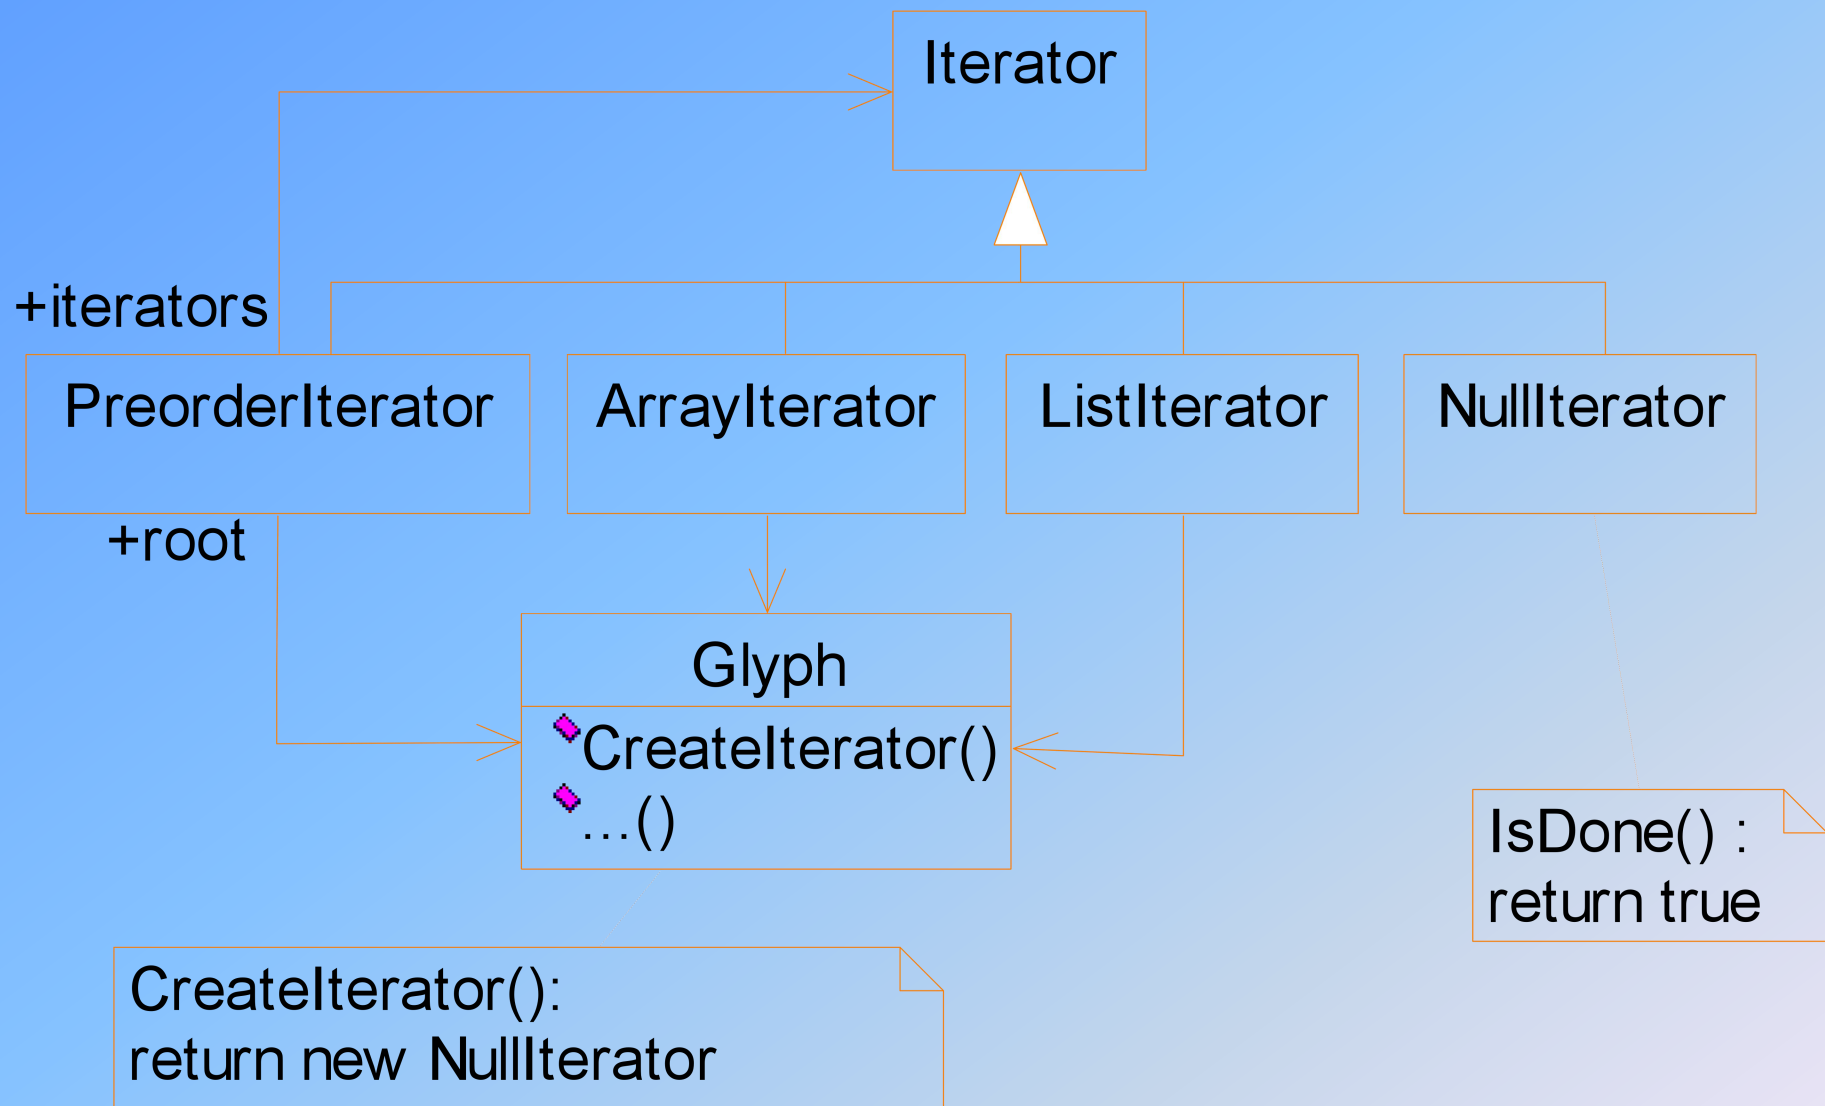 Iterator
+iterators
PreorderIterator
ArrayIterator
ListIterator
NullIterator
+root
Glyph
CreateIterator()
...()
IsDone() :
return true
CreateIterator():
return new NullIterator